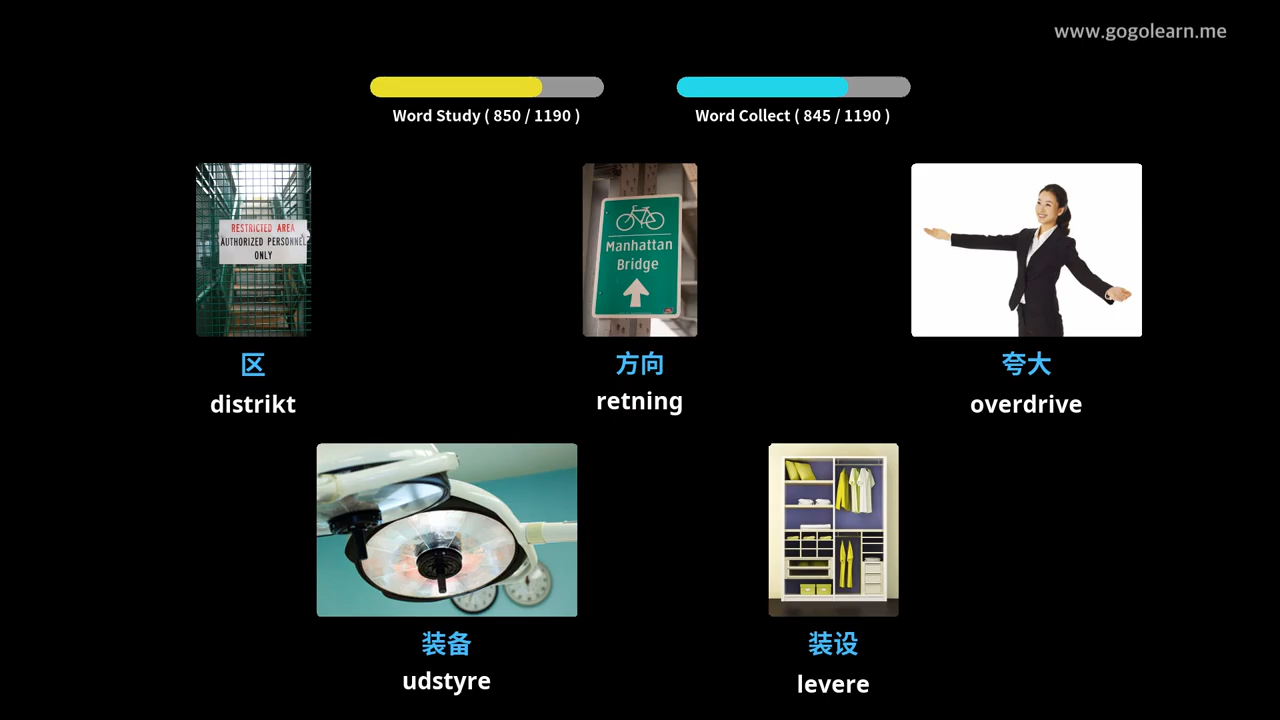 www.gogolearn.me
Word Study ( 850 / 1190 )
Word Collect ( 845 / 1190 )
RESTRICTED AREA
AUTHORIZED PERSONNEL
ONLY
Manhattan
Bridge
区
distrikt
方向
retning
夸大
overdrive
装备
udstyre
装设
levere